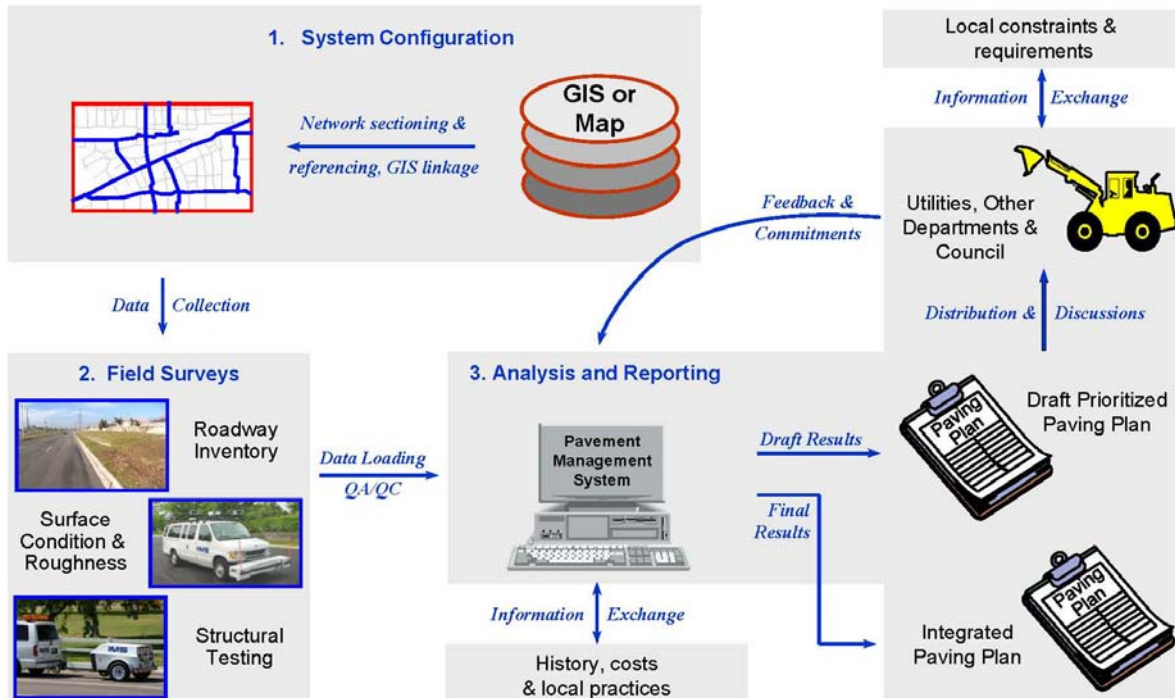 1. System Configuration
GIS or
Map
Network sectioning &
referencing, GIS linkage
Local constraints &
requirements
Information Exchange
Utilities, Other
Departments &
Council
Feedback &
Commitments
Distribution & Discussions
Data Collection
2. Field Surveys
Roadway
Inventory
Surface
Condition &
Roughness
IMS
Structural
Testing
IMS
Data Loading
QA/QC
3. Analysis and Reporting
Pavement
Management
System
Draft Results
Final
Results
Paving
Plan
Draft Prioritized
Paving Plan
Paving
Plan
Integrated
Paving Plan
Information Exchange
History, costs
& local practices